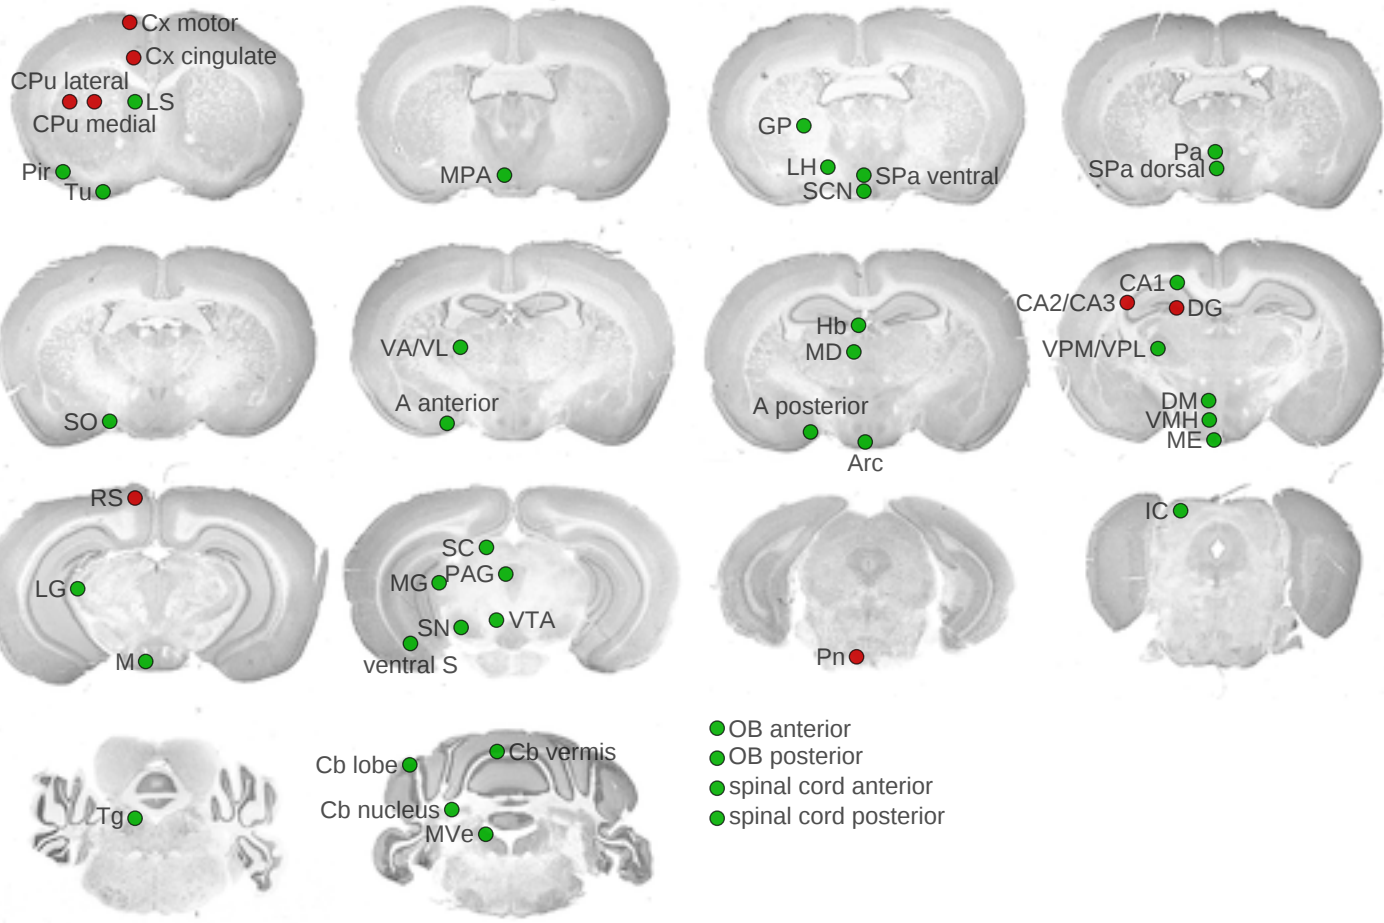 Cx motor
Cx cingulate
CPu lateral
LS
CPu medial
Pir
Tu
MPA
GP
LH
SPa ventral
SCN
Pa
SPa dorsal
SO
VA/VL
A anterior
Hb
MD
A posterior
Arc
CA1
CA2/CA3
DG
VPM/VPL
DM
VMH
ME
RS
LG
M
SC
MG
PAG
SN
VTA
ventral S
Pn
IC
Tg
Cb lobe
Cb vermis
Cb nucleus
MVe
OB anterior
OB posterior
spinal cord anterior
spinal cord posterior